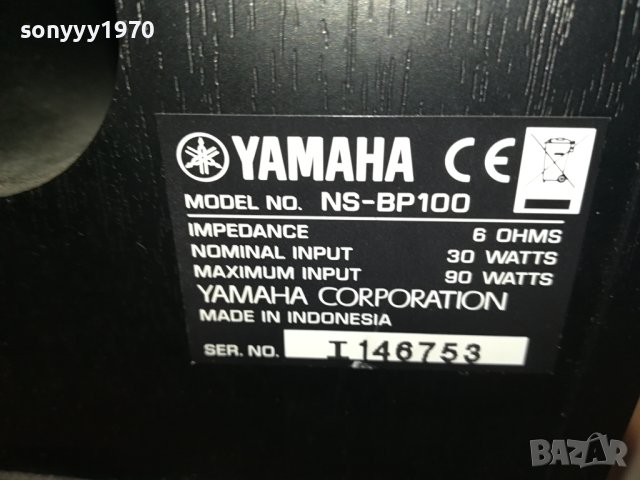 sonyyy1970
YAMAHA CE
MODEL NO. NS-BP100
IMPEDANCE 6 OHMS
NOMINAL INPUT 30 WATTS
MAXIMUM INPUT 90 WATTS
YAMAHA CORPORATION
MADE IN INDONESIA
SER. NO. I146753
BAZAR